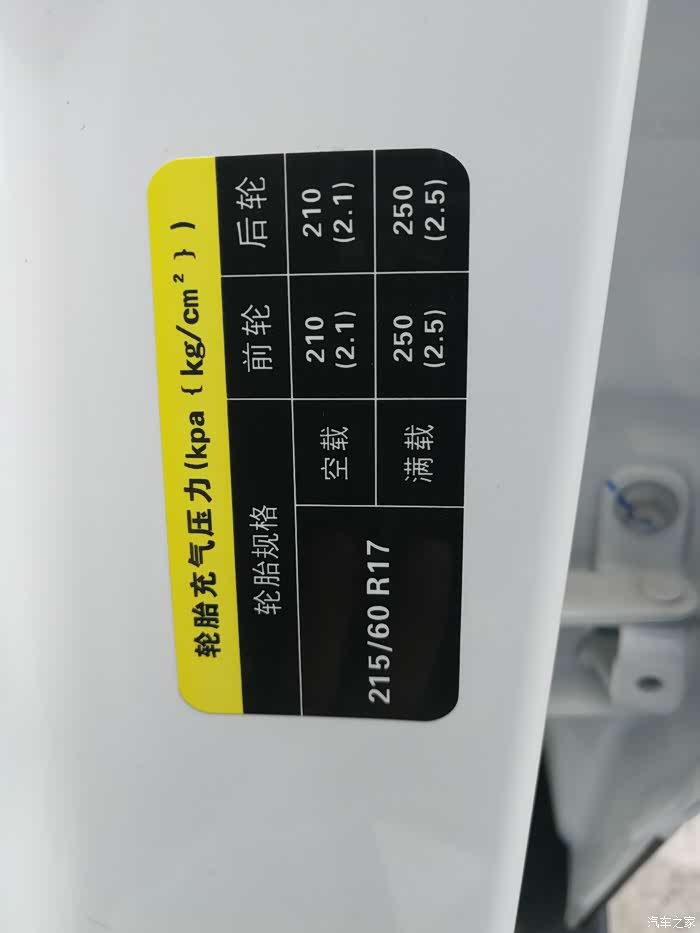 轮胎充气压力(kpa{kg/cm²})
轮胎规格 前轮 后轮
215/60 R17 空载 210 (2.1) 210 (2.1)
满载 250 (2.5) 250 (2.5)
汽车之家